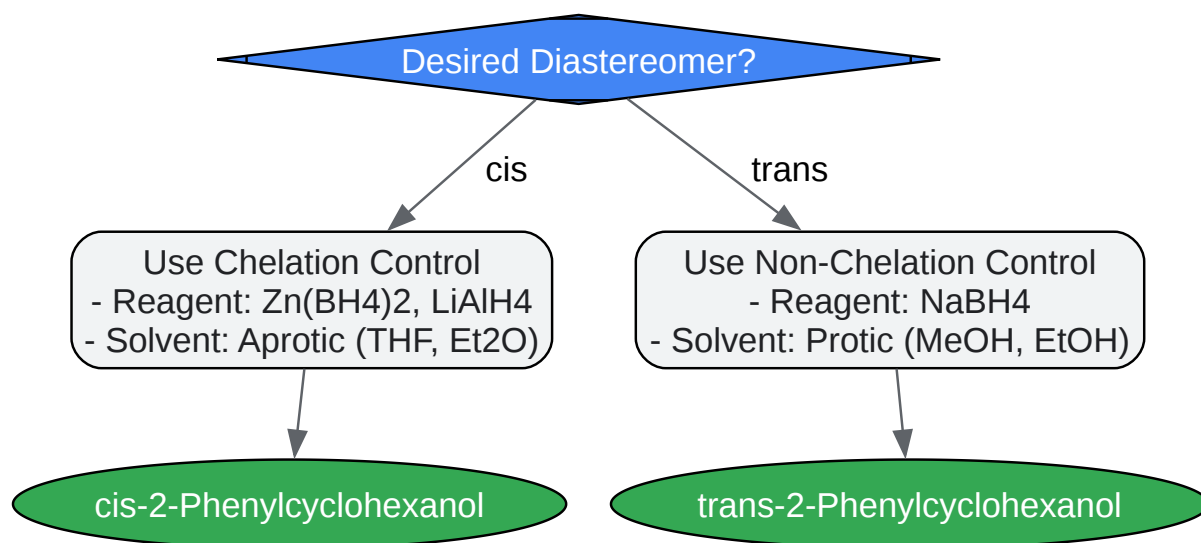 Desired Diastereomer?
cis
trans
Use Chelation Control
- Reagent: Zn(BH4)2, LiAlH4
- Solvent: Aprotic (THF, Et2O)
Use Non-Chelation Control
- Reagent: NaBH4
- Solvent: Protic (MeOH, EtOH)
cis-2-Phenylcyclohexanol
trans-2-Phenylcyclohexanol